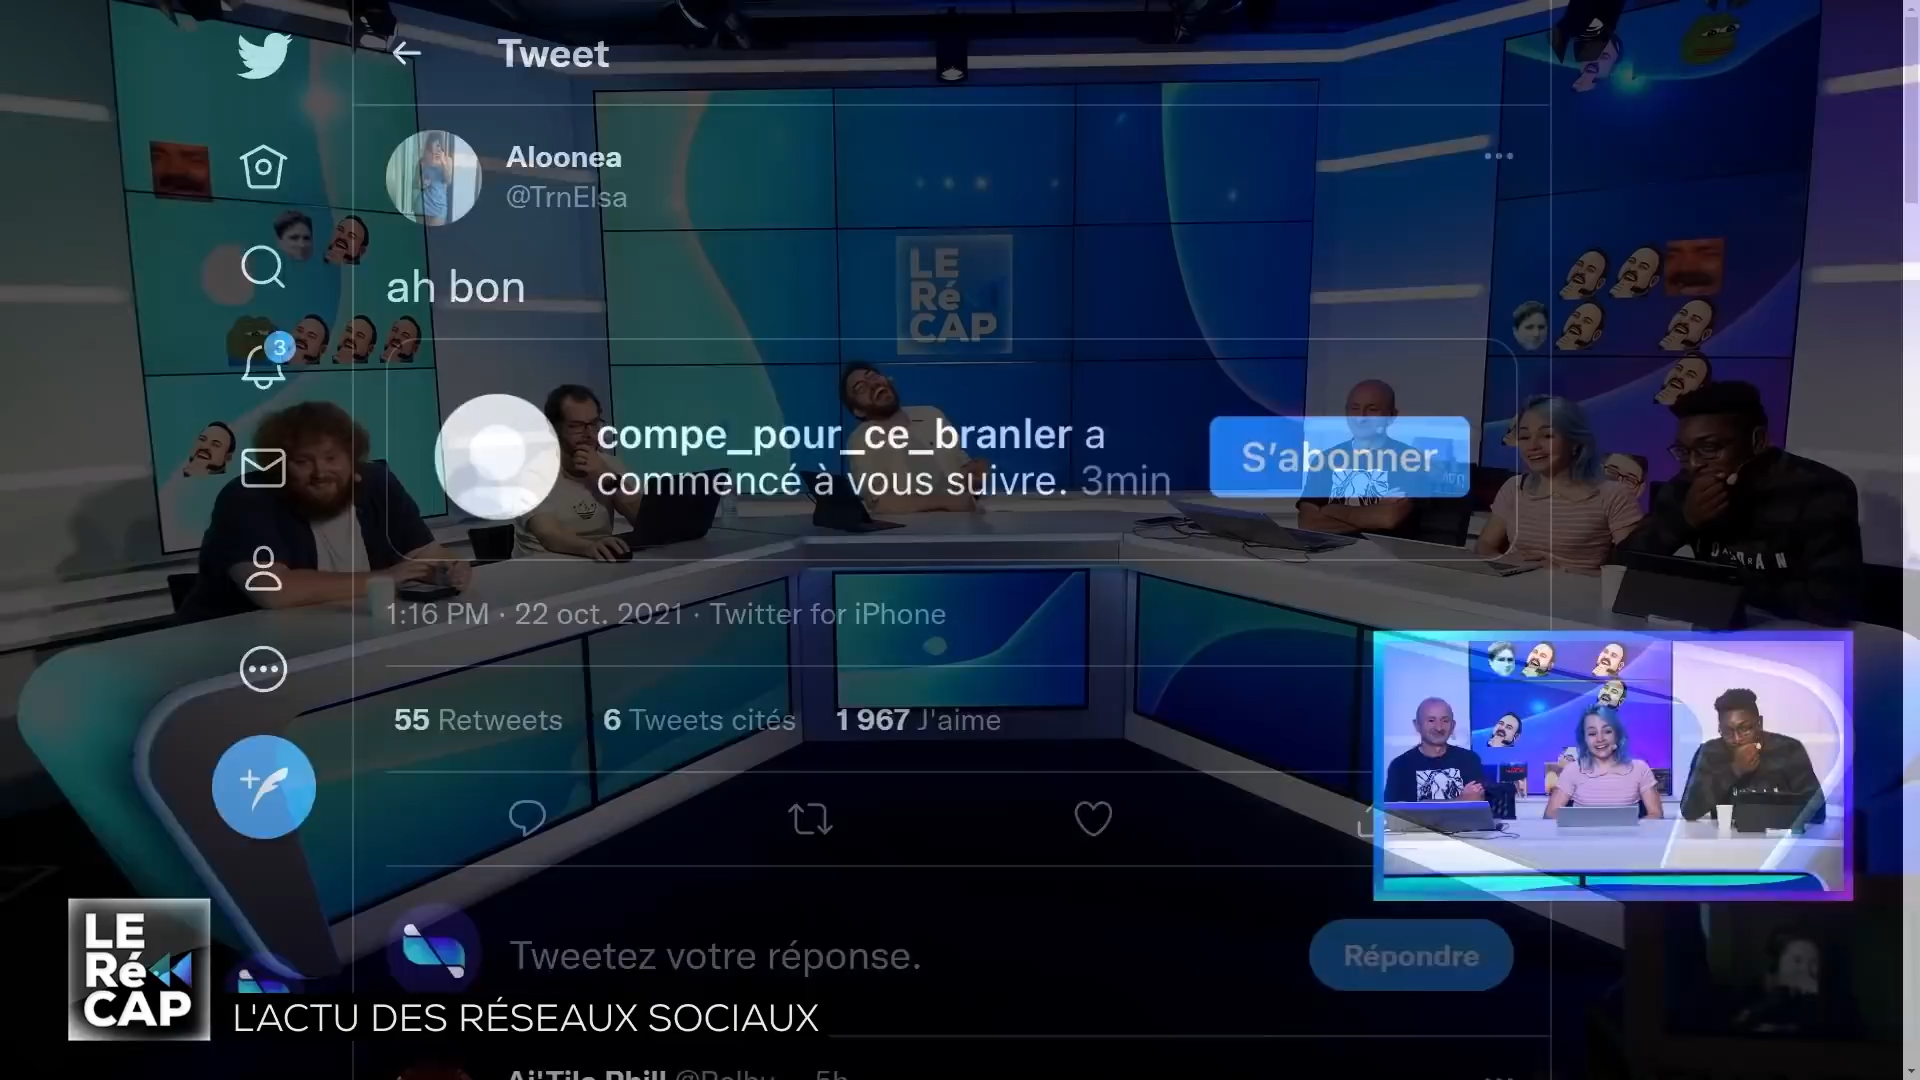 Tweet
Aloonea
@TrnElsa
ah bon
3
LE
Ré
CAP
compe_pour_ce_branler a
commencé à vous suivre. 3min
S'abonner
1:16 PM · 22 oct. 2021 · Twitter for iPhone
55 Retweets 6 Tweets cités 1 967 J'aime
Tweetez votre réponse.
Répondre
LE
Ré
CAP
L'ACTU DES RÉSEAUX SOCIAUX